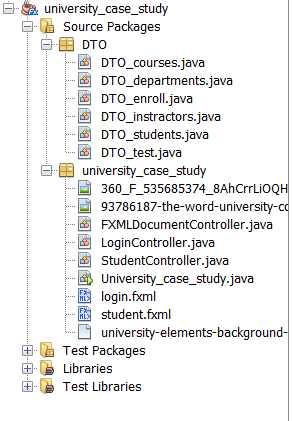 university_case_study
Source Packages
DTO
DTO_courses.java
DTO_departments.java
DTO_enroll.java
DTO_instractors.java
DTO_students.java
DTO_test.java
university_case_study
360_F_535685374_8AhCrrLiOQH
93786187-the-word-university-co
FXMLDocumentController.java
LoginController.java
StudentController.java
University_case_study.java
login.fxml
student.fxml
university-elements-background-
Test Packages
Libraries
Test Libraries